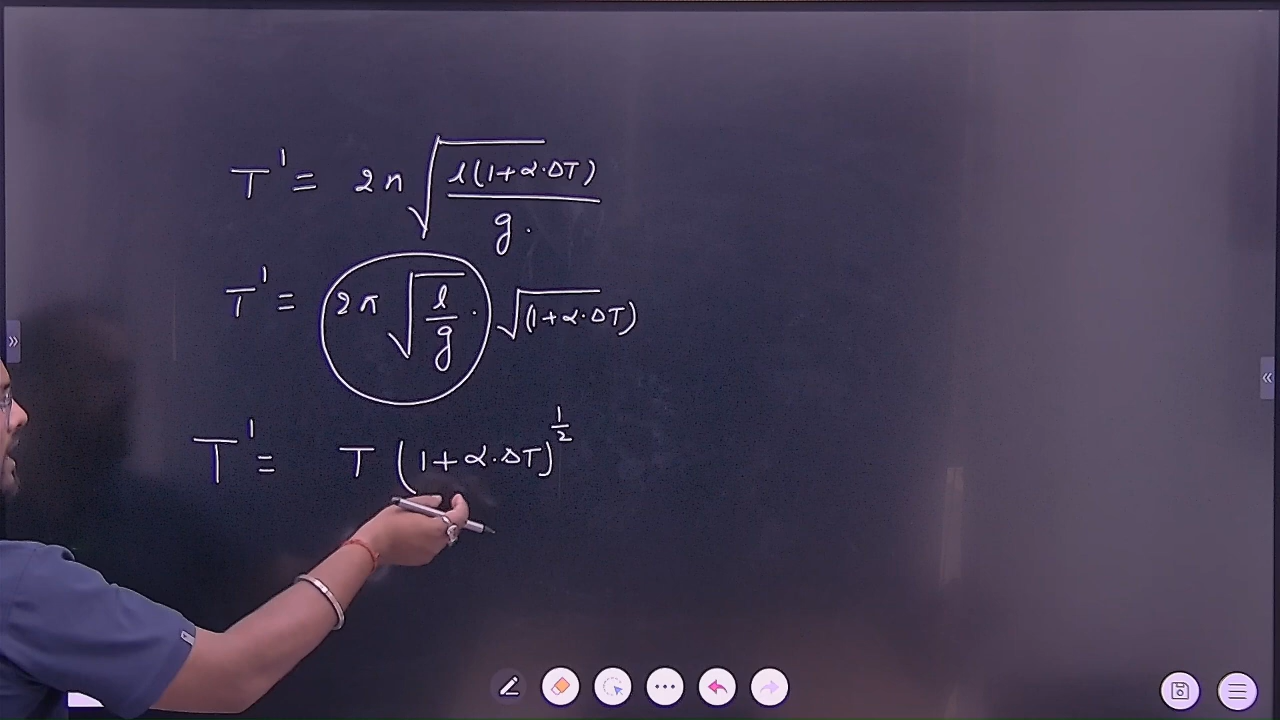 T' = 2π √(l(1+α·ΔT)/g.)
T' = 2π √(l/g) · √(1+α·ΔT)
T' = T (1+α·ΔT)^1/2